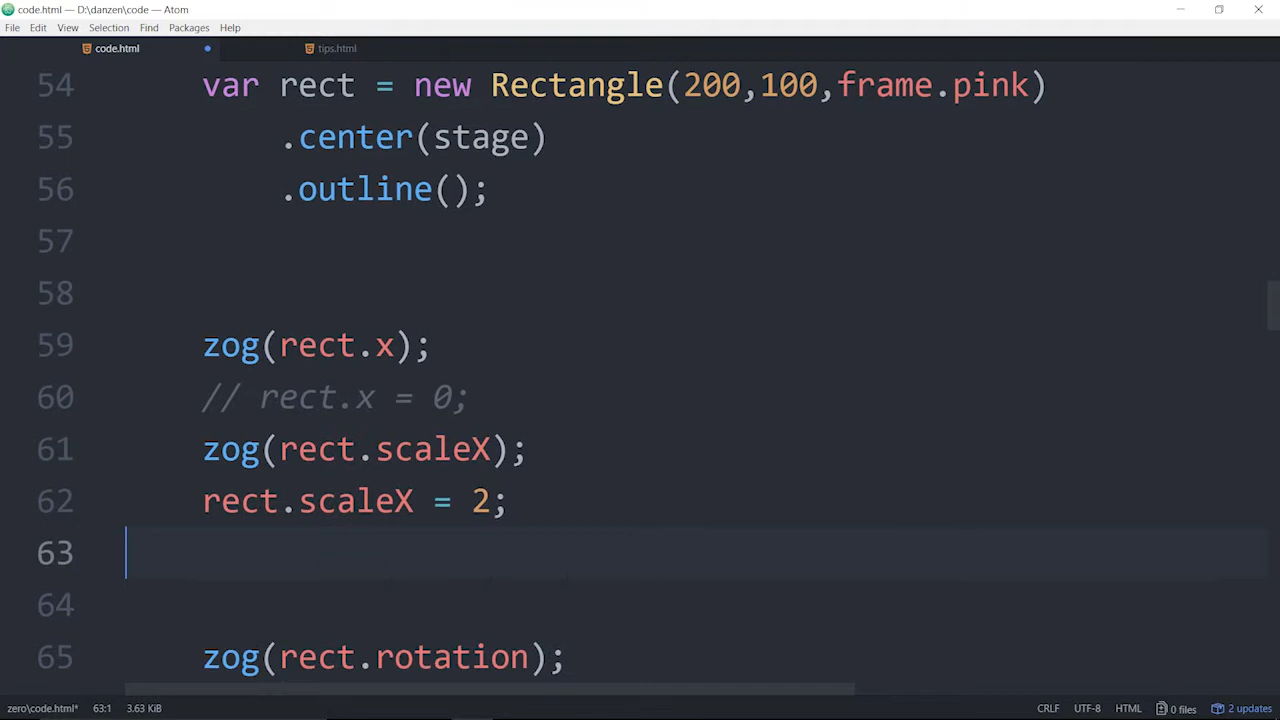 code.html — D:\danzen\code — Atom
File Edit View Selection Find Packages Help
code.html tips.html
54 var rect = new Rectangle(200,100,frame.pink)
55 .center(stage)
56 .outline();
57
58
59 zog(rect.x);
60 // rect.x = 0;
61 zog(rect.scaleX);
62 rect.scaleX = 2;
63
64
65 zog(rect.rotation);
zero\code.html* 63:1 3.63 KiB CRLF UTF-8 HTML 0 files 2 updates